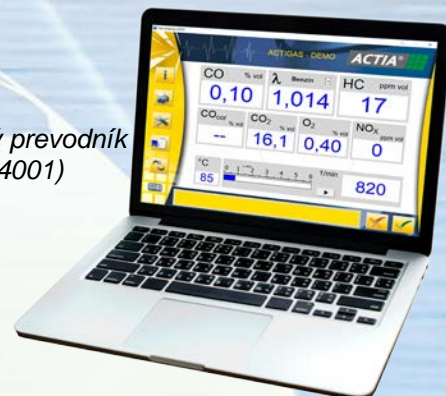 ý prevodník
4001)
ACTIGAS - DEMO
ACTIA®
CO % vol
0,10
λ Benzín
1,014
HC ppm vol
17
COcor % vol
--
CO2 % vol
16,1
O2 % vol
0,40
NOx ppm vol
0
°C
85
0 1 2 3 4 5 6 1/min
820